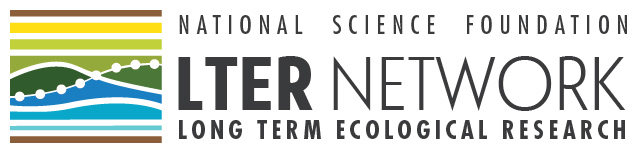 NATIONAL SCIENCE FOUNDATION
LTER NETWORK
LONG TERM ECOLOGICAL RESEARCH